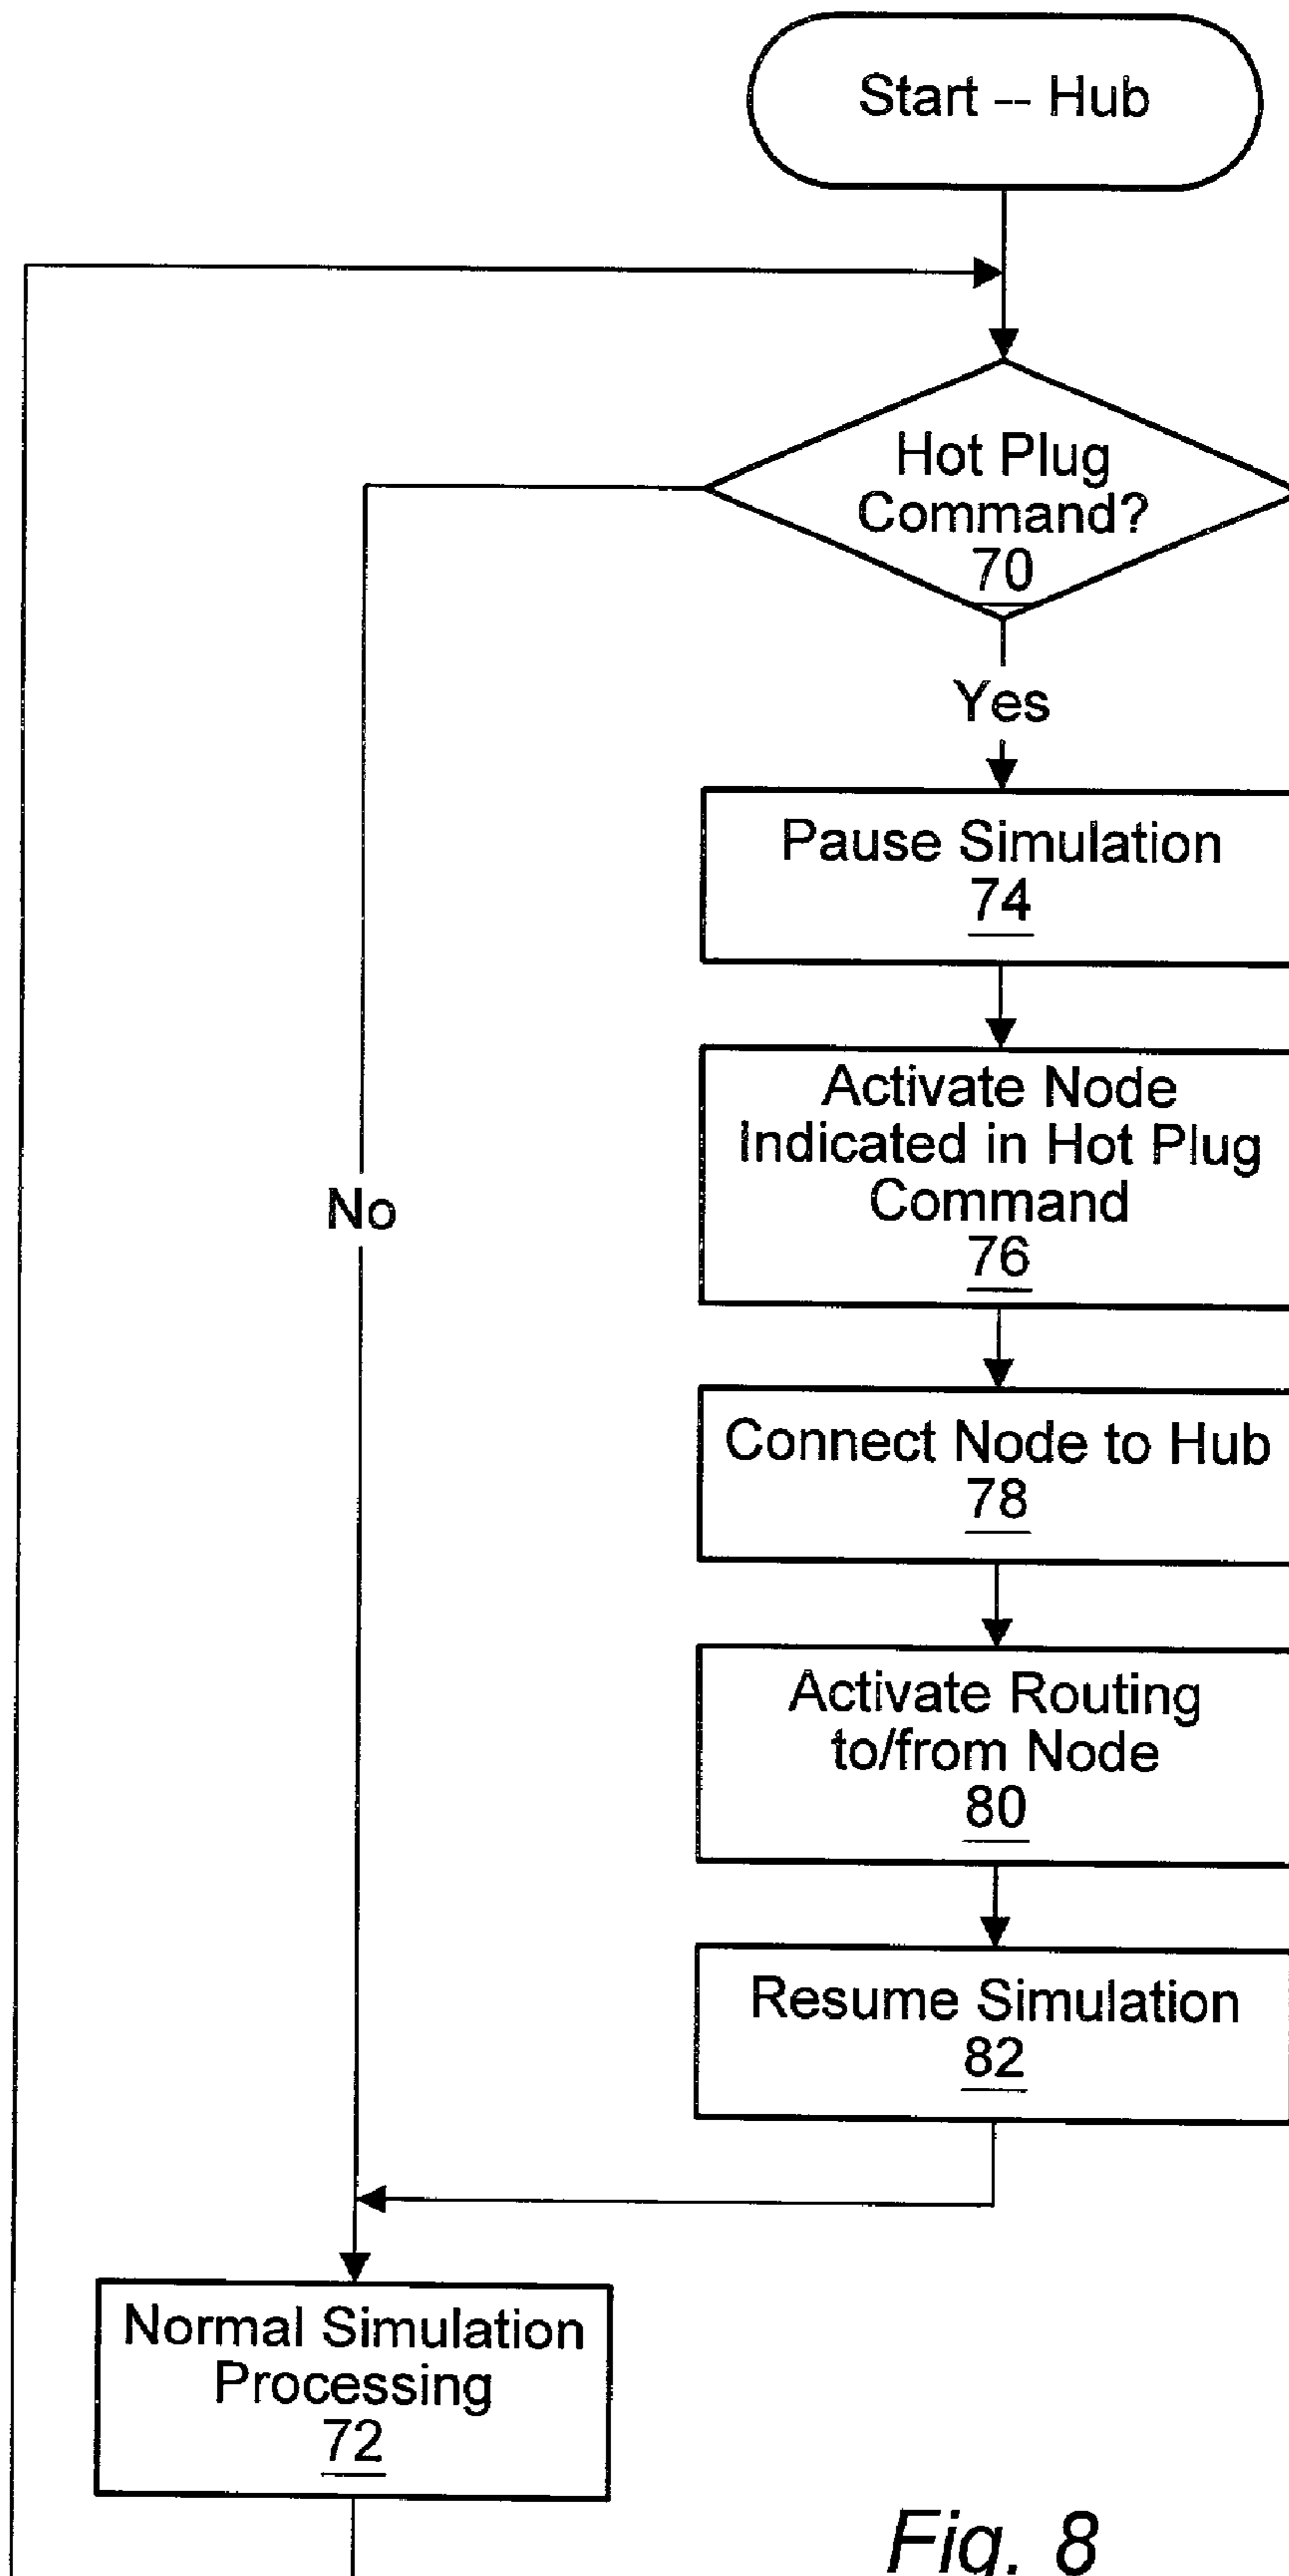 Start -- Hub
Hot Plug
Command?
70
Yes
Pause Simulation
74
Activate Node
Indicated in Hot Plug
Command
76
Connect Node to Hub
78
No
Activate Routing
to/from Node
80
Resume Simulation
82
Normal Simulation
Processing
72
Fig. 8